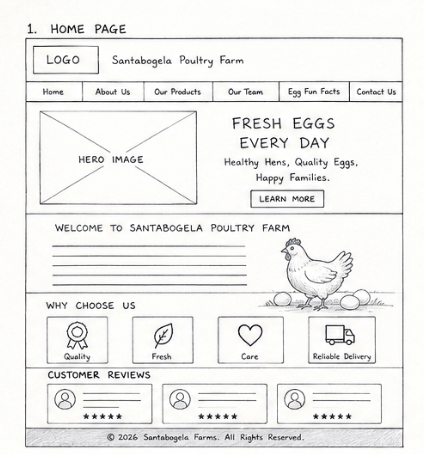 1. HOME PAGE
LOGO
Santabogela Poultry Farm
Home
About Us
Our Products
Our Team
Egg Fun Facts
Contact Us
HERO IMAGE
FRESH EGGS
EVERY DAY
Healthy Hens, Quality Eggs,
Happy Families.
LEARN MORE
WELCOME TO SANTABOGELA POULTRY FARM
WHY CHOOSE US
Quality
Fresh
Care
Reliable Delivery
CUSTOMER REVIEWS
© 2026 Santabogela Farms. All Rights Reserved.